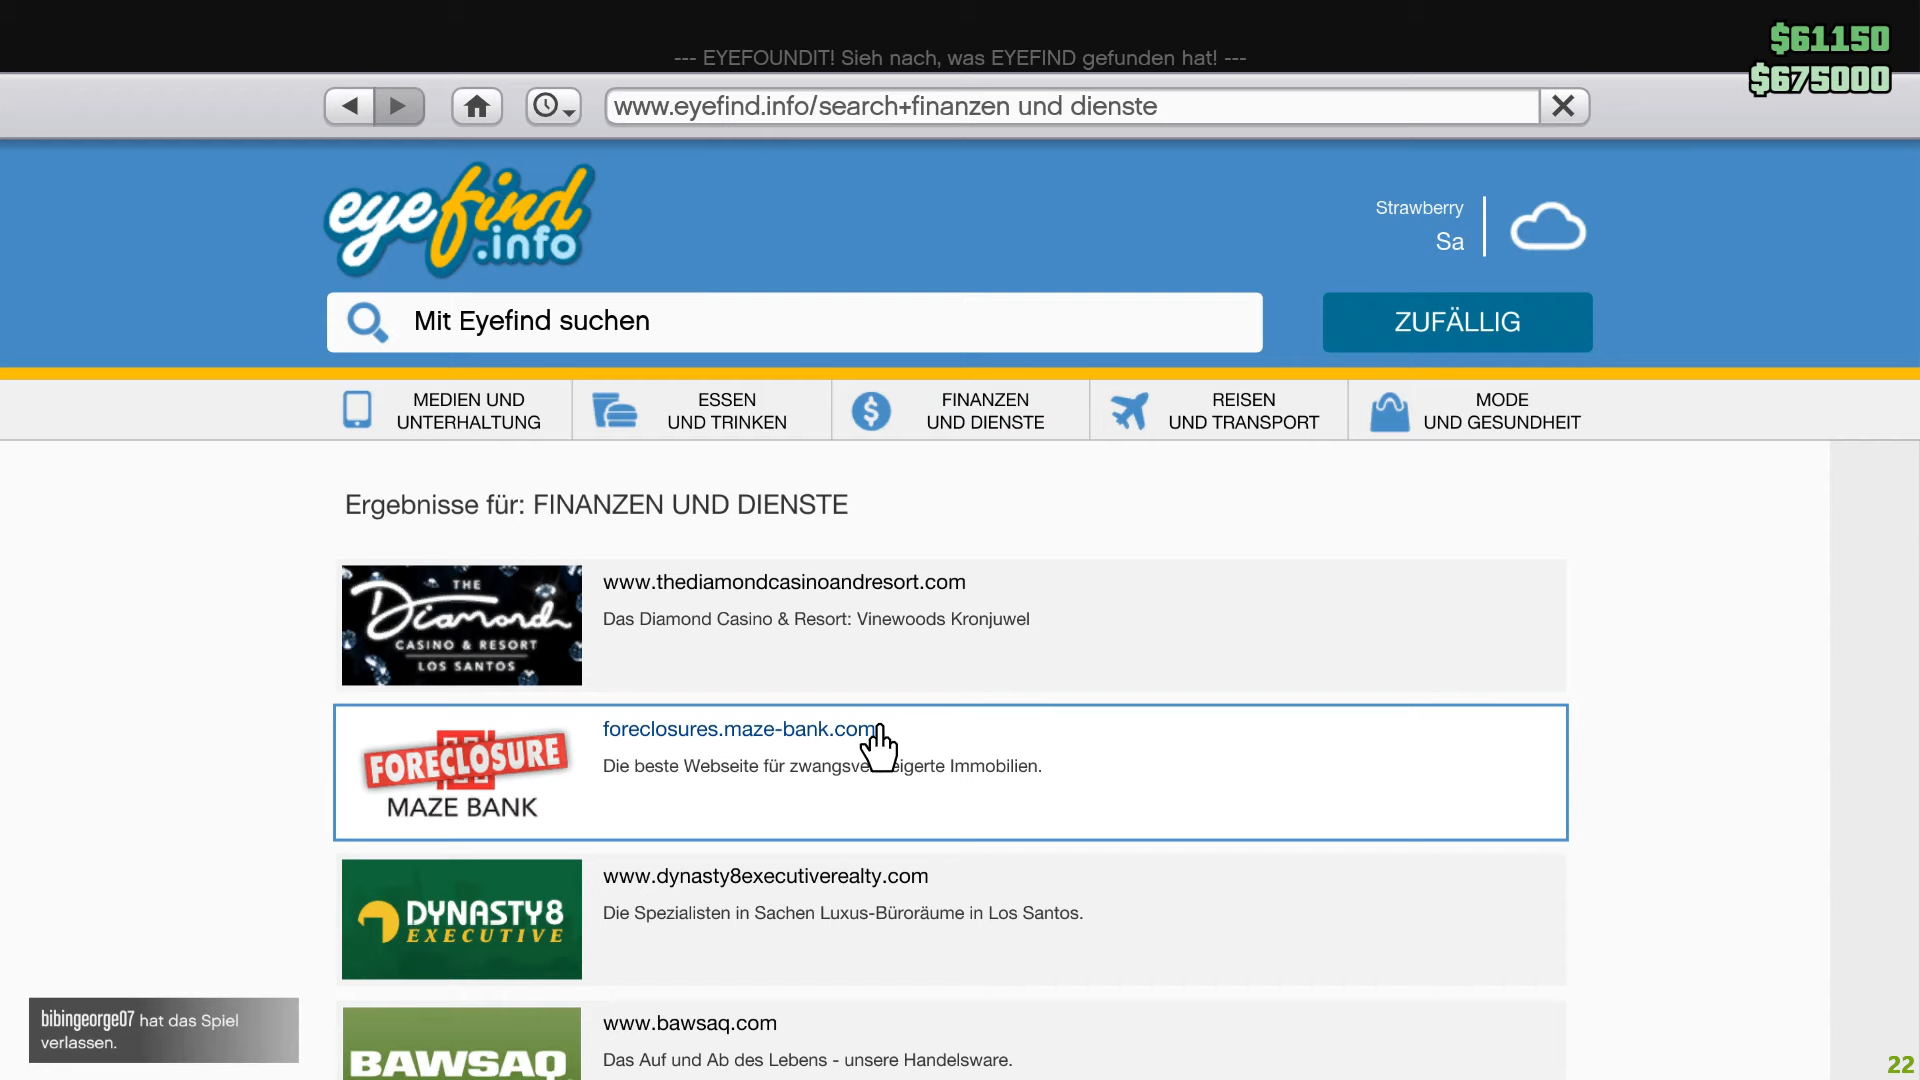 $61150
--- EYEFOUNDIT! Sieh nach, was EYEFIND gefunden hat! ---
$675000
www.eyefind.info/search+finanzen und dienste
eyefind
.info
Strawberry
Sa
Mit Eyefind suchen
ZUFÄLLIG
MEDIEN UND
UNTERHALTUNG
ESSEN
UND TRINKEN
FINANZEN
UND DIENSTE
REISEN
UND TRANSPORT
MODE
UND GESUNDHEIT
Ergebnisse für: FINANZEN UND DIENSTE
THE
Diamond
CASINO & RESORT
LOS SANTOS
www.thediamondcasinoandresort.com
Das Diamond Casino & Resort: Vinewoods Kronjuwel
FORECLOSURE
MAZE BANK
foreclosures.maze-bank.com
Die beste Webseite für Immobilien.
DYNASTY8
EXECUTIVE
www.dynasty8executiverealty.com
Die Spezialisten in Sachen Luxus-Büroräume in Los Santos.
BAWSAQ
www.bawsaq.com
Das Auf und Ab des Lebens - unsere Handelsware.
bibingeorge07 hat das Spiel
verlassen.
22